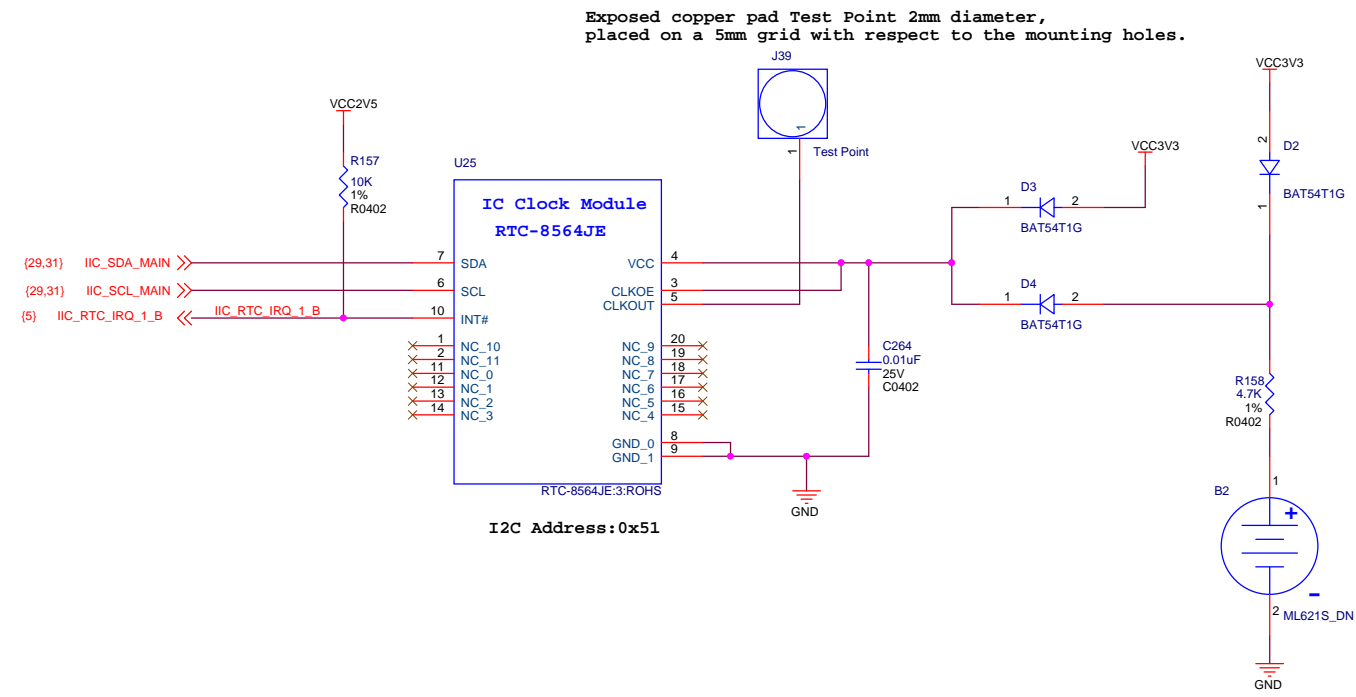 Exposed copper pad Test Point 2mm diameter,
placed on a 5mm grid with respect to the mounting holes.
J39
1
1
Test Point
VCC2V5
R157
10K
1%
R0402
U25
IC Clock Module
RTC-8564JE
{29,31} IIC_SDA_MAIN
{29,31} IIC_SCL_MAIN
{5} IIC_RTC_IRQ_1_B
IIC_RTC_IRQ_1_B
7 SDA
6 SCL
10 INT#
1 NC_10
2 NC_11
11 NC_0
12 NC_1
13 NC_2
14 NC_3
VCC 4
CLKOE 3
CLKOUT 5
NC_9 20
NC_8 19
NC_7 18
NC_6 17
NC_5 16
NC_4 15
GND_0 8
GND_1 9
RTC-8564JE:3:ROHS
I2C Address:0x51
GND
C264
0.01uF
25V
C0402
VCC3V3
D3
1 2
BAT54T1G
D4
1 2
BAT54T1G
VCC3V3
2
D2
BAT54T1G
1
R158
4.7K
1%
R0402
1
B2
+
-
2 ML621S_DN
GND